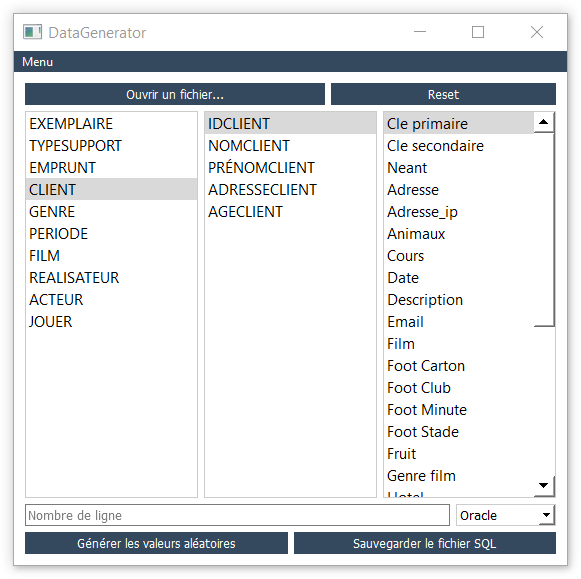 DataGenerator
Menu
Ouvrir un fichier...
Reset
EXEMPLAIRE
TYPESUPPORT
EMPRUNT
CLIENT
GENRE
PERIODE
FILM
REALISATEUR
ACTEUR
JOUER
IDCLIENT
NOMCLIENT
PRÉNOMCLIENT
ADRESSECLIENT
AGECLIENT
Cle primaire
Cle secondaire
Neant
Adresse
Adresse_ip
Animaux
Cours
Date
Description
Email
Film
Foot Carton
Foot Club
Foot Minute
Foot Stade
Fruit
Genre film
Hotel
Nombre de ligne
Oracle
Générer les valeurs aléatoires
Sauvegarder le fichier SQL